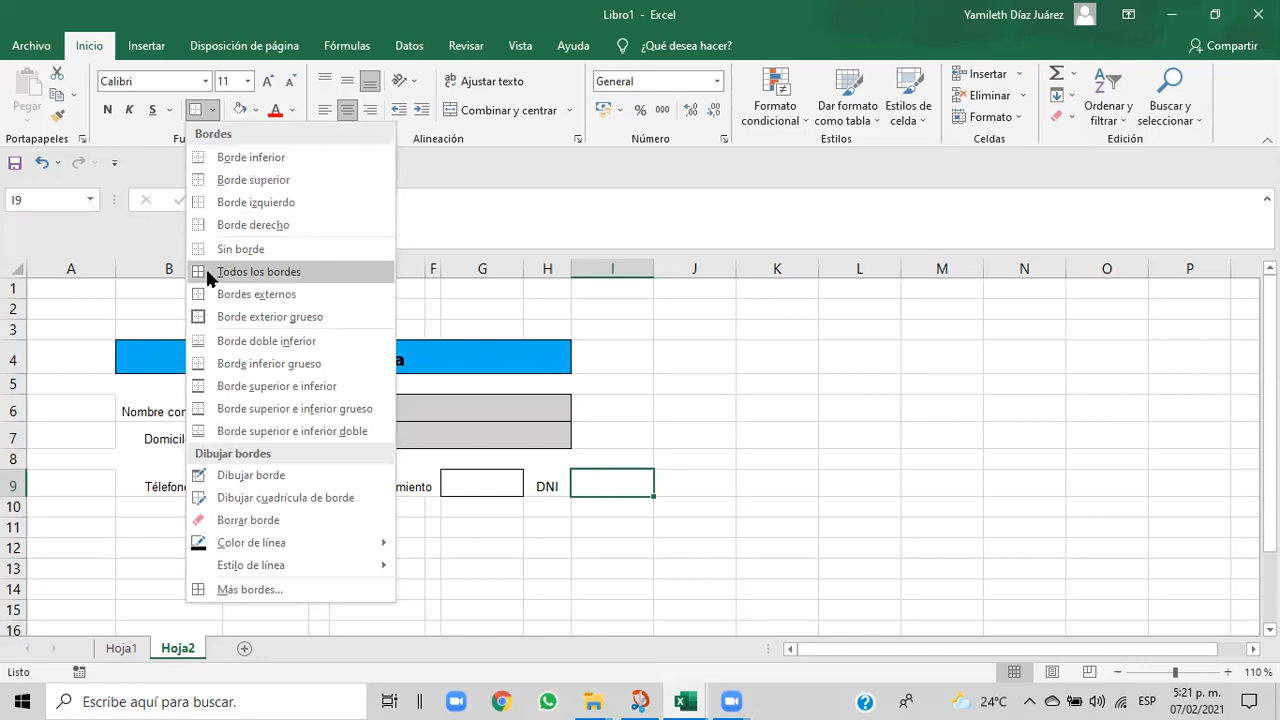 Libro1 - Excel
Yamileth Díaz Juárez
Archivo Inicio Insertar Disposición de página Fórmulas Datos Revisar Vista Ayuda ¿Qué desea hacer? Compartir
Pegar
Calibri 11
N K S
Ajustar texto
Combinar y centrar
General
% 000
Formato condicional
Dar formato como tabla
Estilos de celda
Insertar
Eliminar
Formato
Ordenar y filtrar
Buscar y seleccionar
Portapapeles Alineación Número Estilos Celdas Edición
I9
Bordes
Borde inferior
Borde superior
Borde izquierdo
Borde derecho
Sin borde
Todos los bordes
Bordes externos
Borde exterior grueso
Borde doble inferior
Borde inferior grueso
Borde superior e inferior
Borde superior e inferior grueso
Borde superior e inferior doble
Dibujar bordes
Dibujar borde
Dibujar cuadrícula de borde
Borrar borde
Color de línea
Estilo de línea
Más bordes...
A B F G H I J K L M N O P
1
2
3
4 a
5
6 Nombre co
7 Domicil
8
9 Télefon miento DNI
10
11
12
13
14
15
16
Hoja1 Hoja2
Listo
110 %
Escribe aquí para buscar.
24°C
ESP
5:21 p. m.
07/02/2021